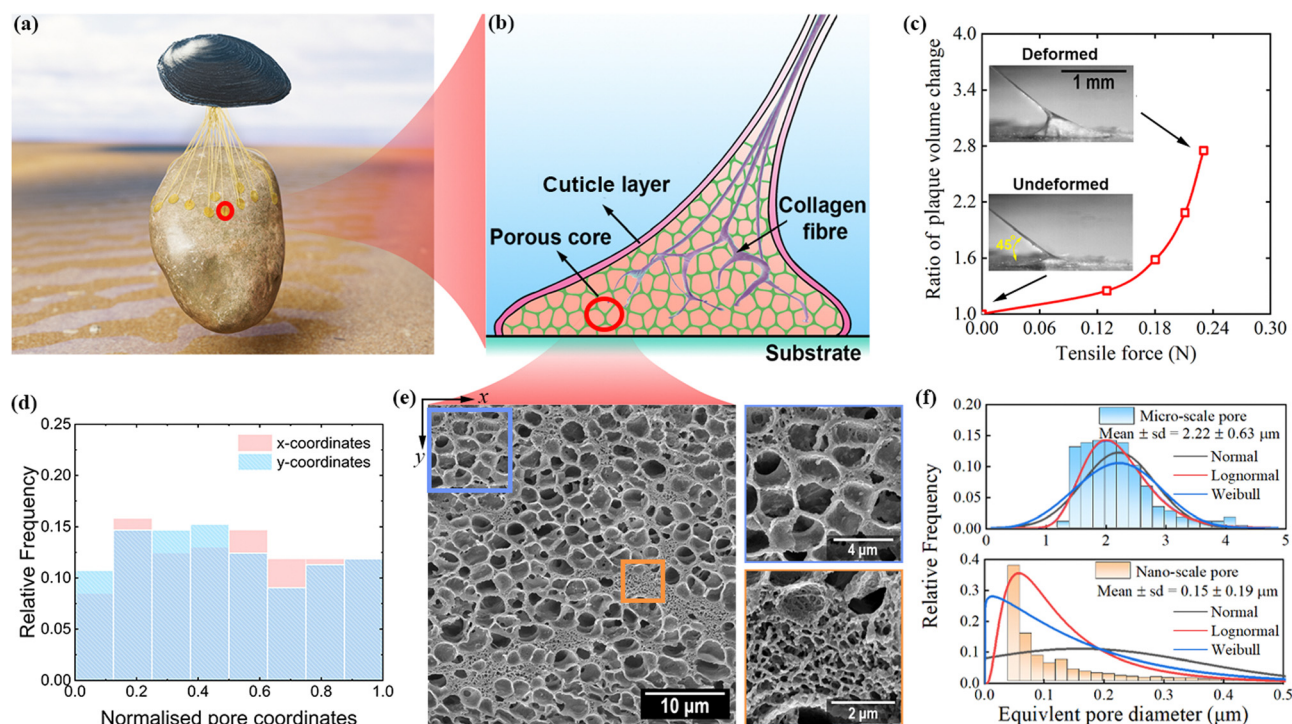 (a)
(b)
Cuticle layer
Collagen
fibre
Porous core
Substrate
(c)
Ratio of plaque volume change
4.0
3.4
2.8
2.2
1.6
1.0
Deformed
1 mm
Undeformed
45°
0.00
0.06
0.12
0.18
0.24
0.30
Tensile force (N)
(d)
Relative Frequency
0.25
0.20
0.15
0.10
0.05
0.00
x-coordinates
y-coordinates
0.0
0.2
0.4
0.6
0.8
1.0
Normalised pore coordinates
(e)
x
y
10 µm
4 µm
2 µm
(f)
Relative Frequency
0.20
0.15
0.10
0.05
0.00
Micro-scale pore
Mean ± sd = 2.22 ± 0.63 µm
Normal
Lognormal
Weibull
0
1
2
3
4
5
0.4
0.3
0.2
0.1
0.0
Nano-scale pore
Mean ± sd = 0.15 ± 0.19 µm
Normal
Lognormal
Weibull
0.0
0.1
0.2
0.3
0.4
0.5
Equivlent pore diameter (µm)